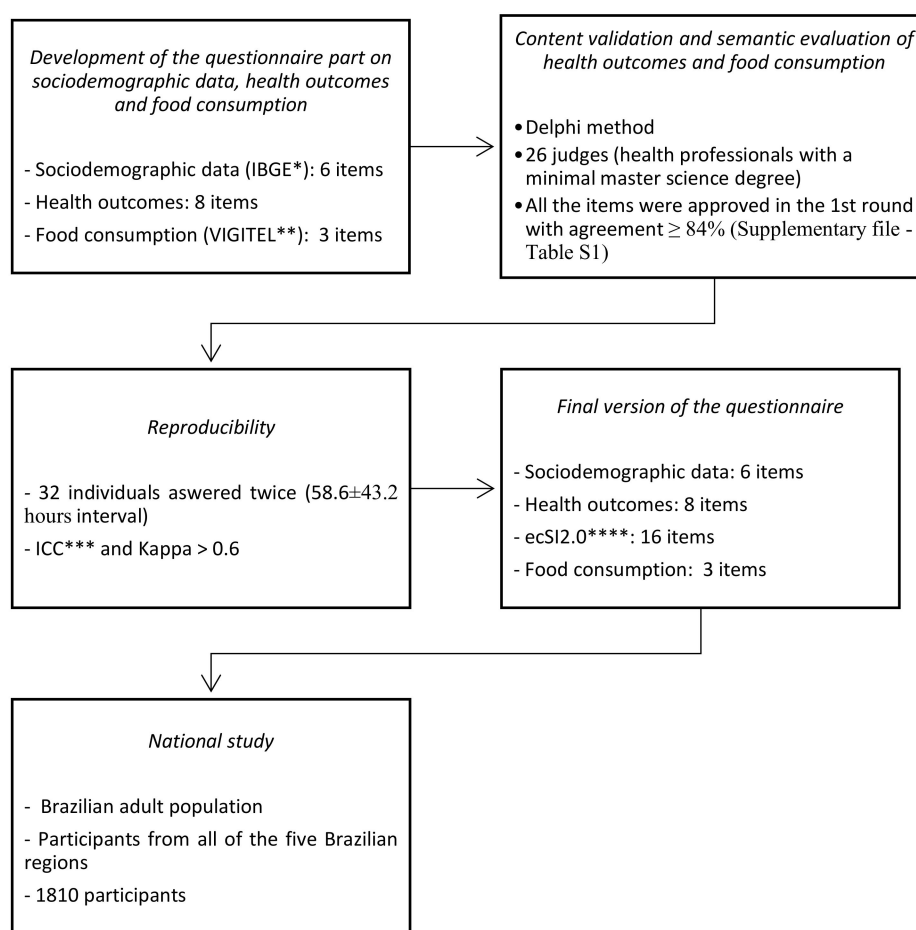 Development of the questionnaire part on
sociodemographic data, health outcomes
and food consumption
- Sociodemographic data (IBGE*): 6 items
- Health outcomes: 8 items
- Food consumption (VIGITEL**):  3 items
Content validation and semantic evaluation of
health outcomes and food consumption
• Delphi method
• 26 judges (health professionals with a
minimal master science degree)
• All the items were approved in the 1st round
with agreement ≥ 84% (Supplementary file -
Table S1)
Reproducibility
- 32 individuals aswered twice (58.6±43.2
hours interval)
- ICC*** and Kappa > 0.6
Final version of the questionnaire
- Sociodemographic data: 6 items
- Health outcomes: 8 items
- ecSI2.0****: 16 items
- Food consumption:  3 items
National study
-  Brazilian adult population
- Participants from all of the five Brazilian
regions
- 1810 participants